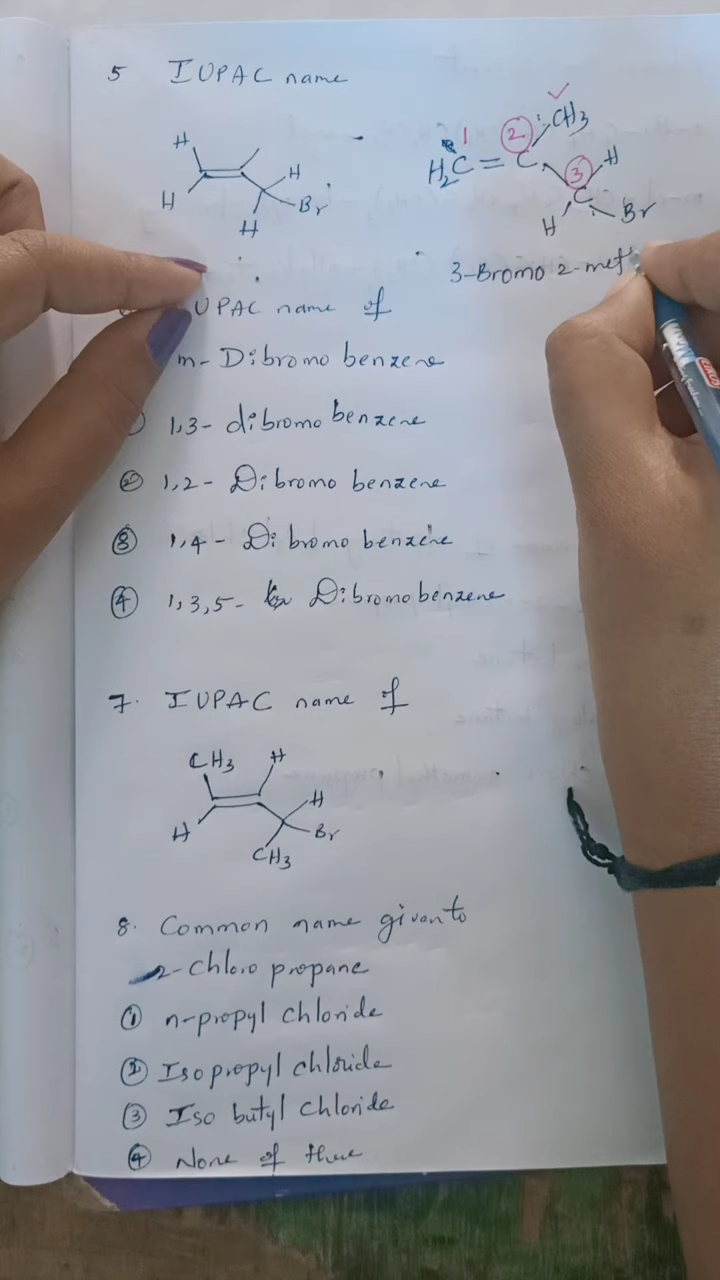 5 IUPAC name
H
H
H
H
Br
1 2 CH3
H2C = C
3 H
C
H Br
3-Bromo 2-met
UPAC name of
m- Dibromo benzene
1,3- dibromo benzene
② 1,2- Dibromo benzene
③ 1,4- Dibromo benzene
④ 1,3,5- Dibromobenzene
7. IUPAC name of
CH3 H
H
H
Br
CH3
8. Common name given to
2-chloro propane
① n-propyl chloride
② Isopropyl chloride
③ Iso butyl chloride
④ None of these